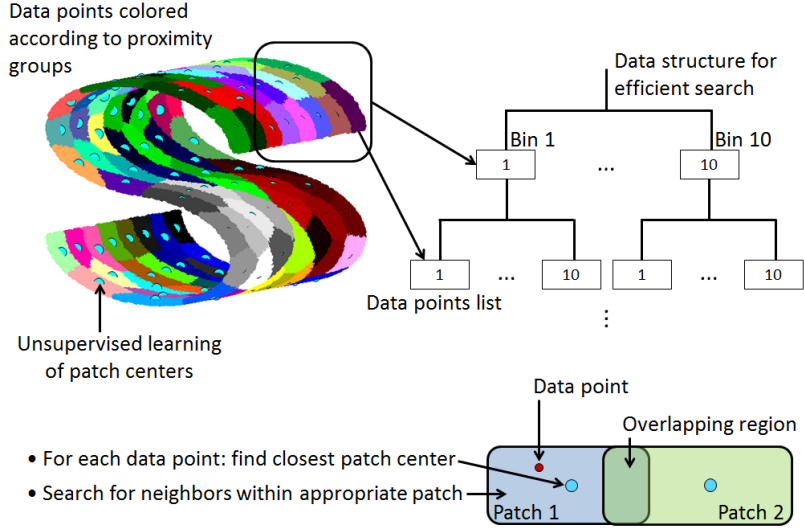 Data points colored
according to proximity
groups
Data structure for
efficient search
Bin 1
Bin 10
1
...
10
1
...
10
1
...
10
Data points list
⋮
Unsupervised learning
of patch centers
Data point
Overlapping region
• For each data point: find closest patch center
• Search for neighbors within appropriate patch
Patch 1
Patch 2